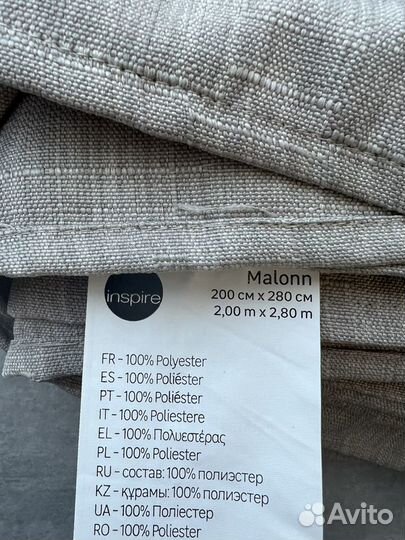 inspire
Malonn
200 см x 280 см
2,00 m x 2,80 m
FR - 100% Polyester
ES - 100% Poliéster
PT - 100% Poliéster
IT - 100% Poliestere
EL - 100% Πολυεστέρας
PL - 100% Poliester
RU - состав: 100% полиэстер
KZ - құрамы: 100% полиэстер
UA - 100% Поліестер
RO - 100% Poliester
Avito